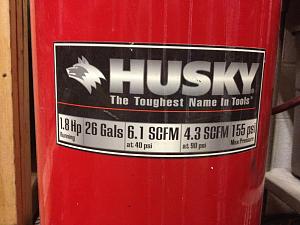 HUSKY
The Toughest Name In Tools
1.8 Hp 26 Gals 6.1 SCFM 4.3 SCFM 155 psi
Running at 40 psi at 90 psi Max Pressure